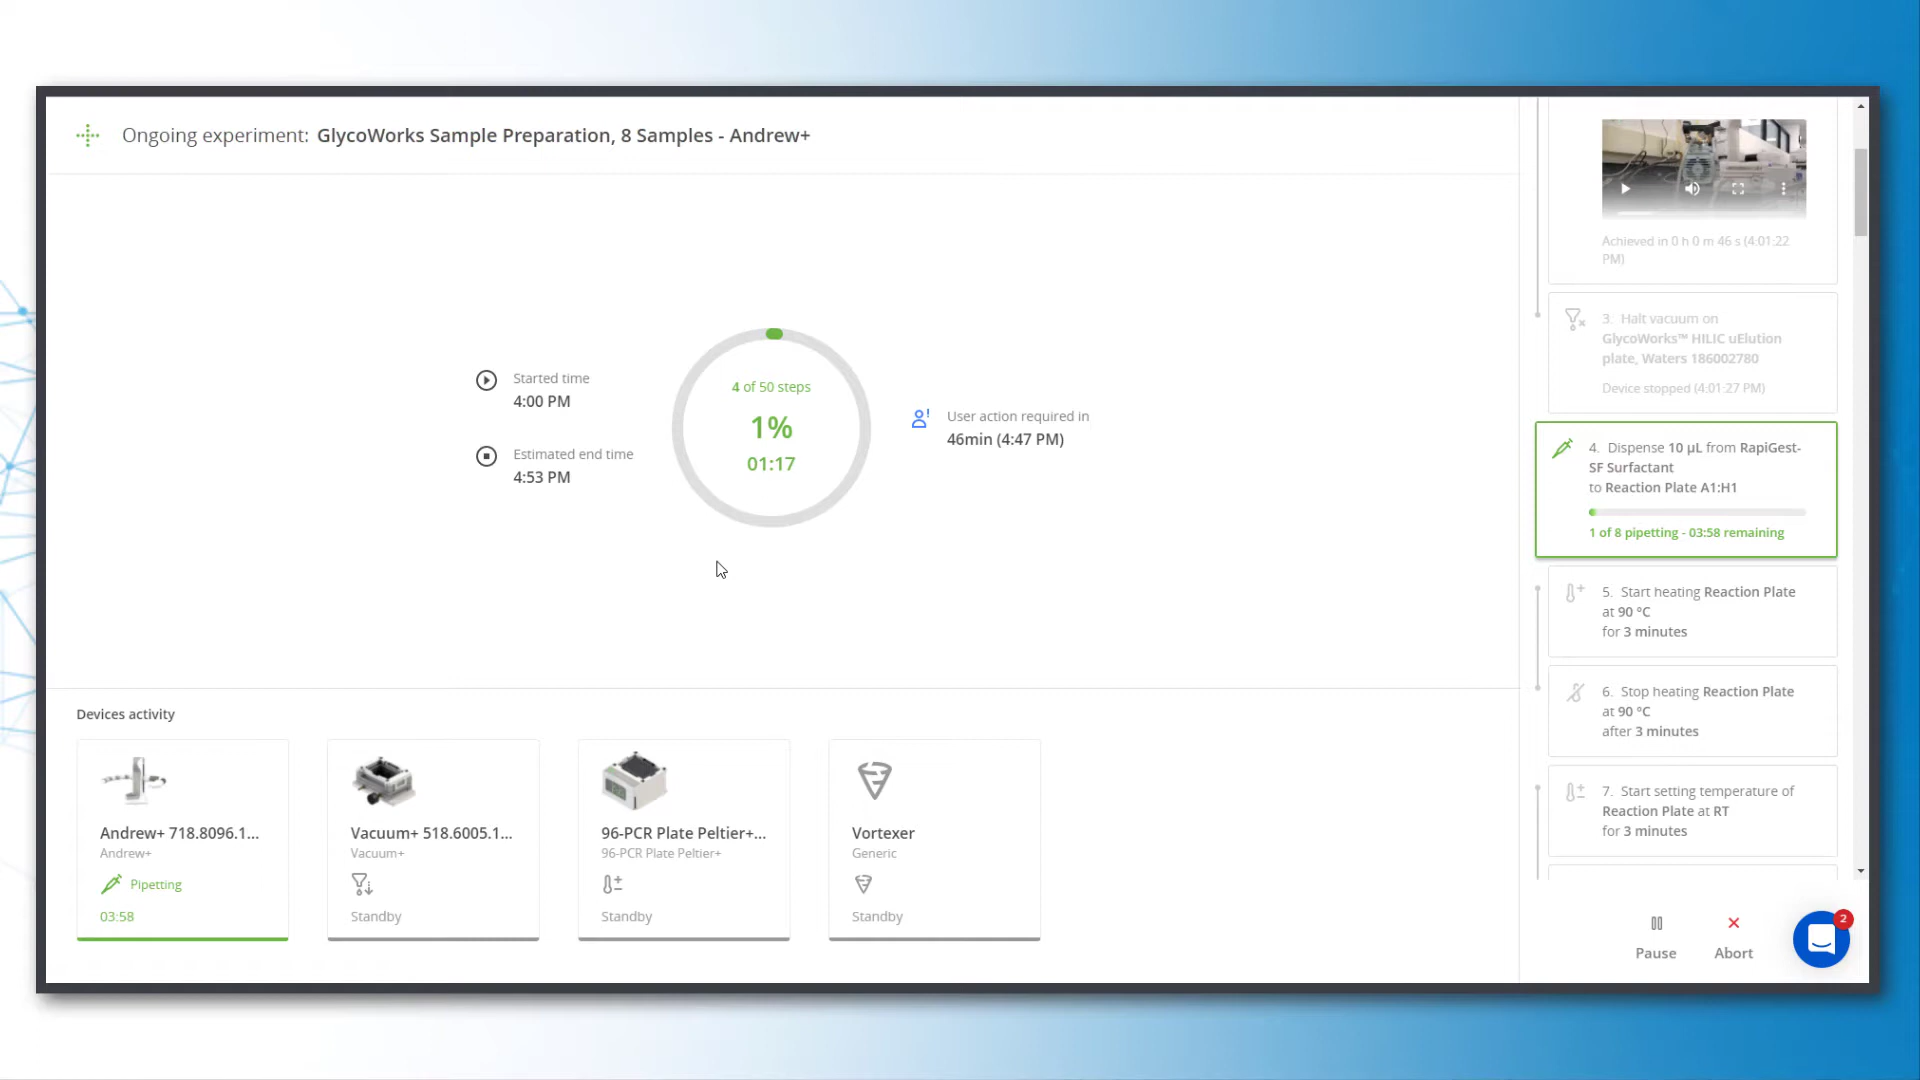 Ongoing experiment: GlycoWorks Sample Preparation, 8 Samples - Andrew+
Started time
4:00 PM
Estimated end time
4:53 PM
4 of 50 steps
1%
01:17
User action required in
46min (4:47 PM)
Devices activity
Andrew+ 718.8096.1...
Andrew+
Pipetting
03:58
Vacuum+ 518.6005.1...
Vacuum+
Standby
96-PCR Plate Peltier+...
96-PCR Plate Peltier+
Standby
Vortexer
Generic
Standby
Achieved in 0 h 0 m 46 s (4:01:22
PM)
3. Halt vacuum on
GlycoWorks™ HILIC uElution
plate, Waters 186002780
Device stopped (4:01:27 PM)
4. Dispense 10 µL from RapiGest-
SF Surfactant
to Reaction Plate A1:H1
1 of 8 pipetting - 03:58 remaining
5. Start heating Reaction Plate
at 90 °C
for 3 minutes
6. Stop heating Reaction Plate
at 90 °C
after 3 minutes
7. Start setting temperature of
Reaction Plate at RT
for 3 minutes
Pause
Abort
2